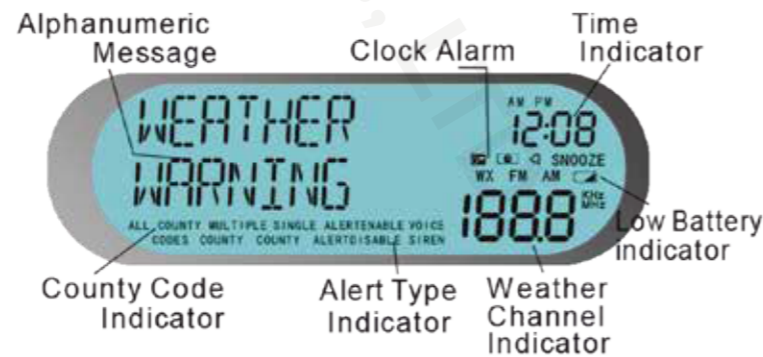 Alphanumeric
Message
Clock Alarm
Time
Indicator
WEATHER
WARNING
AM PM
12:08
SNOOZE
WX FM AM
188.8 KHz
MHz
ALL COUNTY MULTIPLE SINGLE ALERTENABLE VOICE
CODES COUNTY COUNTY ALERTDISABLE SIREN
Low Battery
indicator
County Code
Indicator
Alert Type
Indicator
Weather
Channel
Indicator